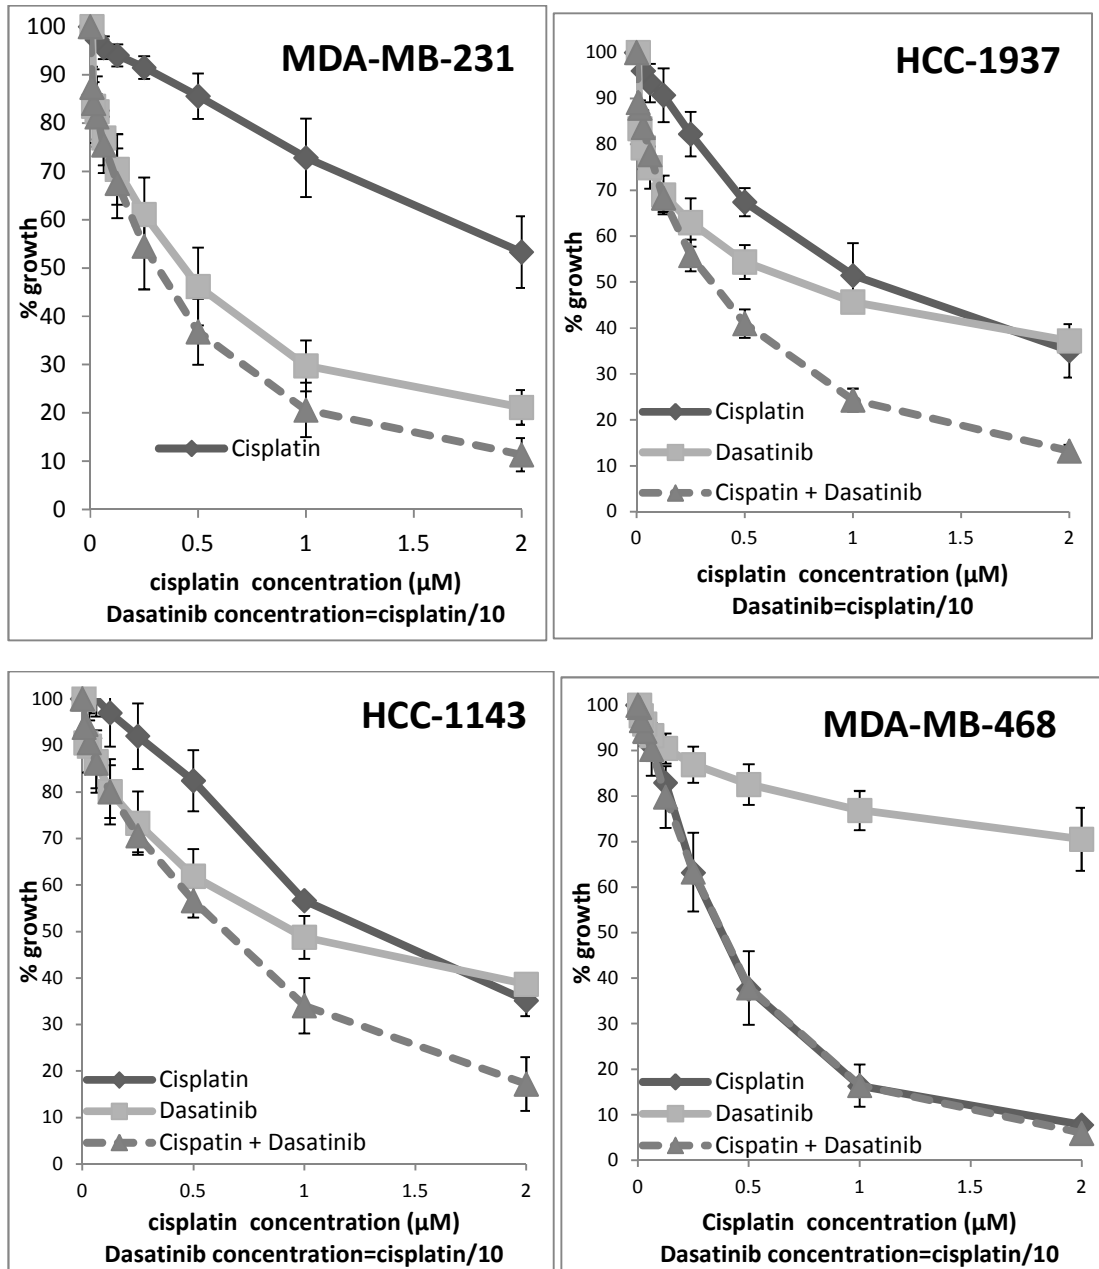 MDA-MB-231
% growth
100
90
80
70
60
50
40
30
20
10
0
Cisplatin
0 0.5 1 1.5 2
cisplatin concentration (µM)
Dasatinib concentration=cisplatin/10
HCC-1937
% growth
100
90
80
70
60
50
40
30
20
10
0
Cisplatin
Dasatinib
Cispatin + Dasatinib
0 0.5 1 1.5 2
cisplatin concentration (µM)
Dasatinib=cisplatin/10
HCC-1143
% growth
100
90
80
70
60
50
40
30
20
10
0
Cisplatin
Dasatinib
Cispatin + Dasatinib
0 0.5 1 1.5 2
cisplatin concentration (µM)
Dasatinib concentration=cisplatin/10
MDA-MB-468
% growth
100
90
80
70
60
50
40
30
20
10
0
Cisplatin
Dasatinib
Cispatin + Dasatinib
0 0.5 1 1.5 2
Cisplatin concentration (µM)
Dasatinib concentration=cisplatin/10